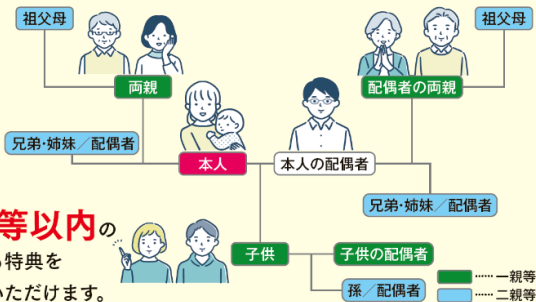 祖父母
祖父母
両親
配偶者の両親
兄弟・姉妹／配偶者
本人
本人の配偶者
兄弟・姉妹／配偶者
等以内の
特典を
いただけます。
子供
子供の配偶者
孫／配偶者
……一親等
……二親等